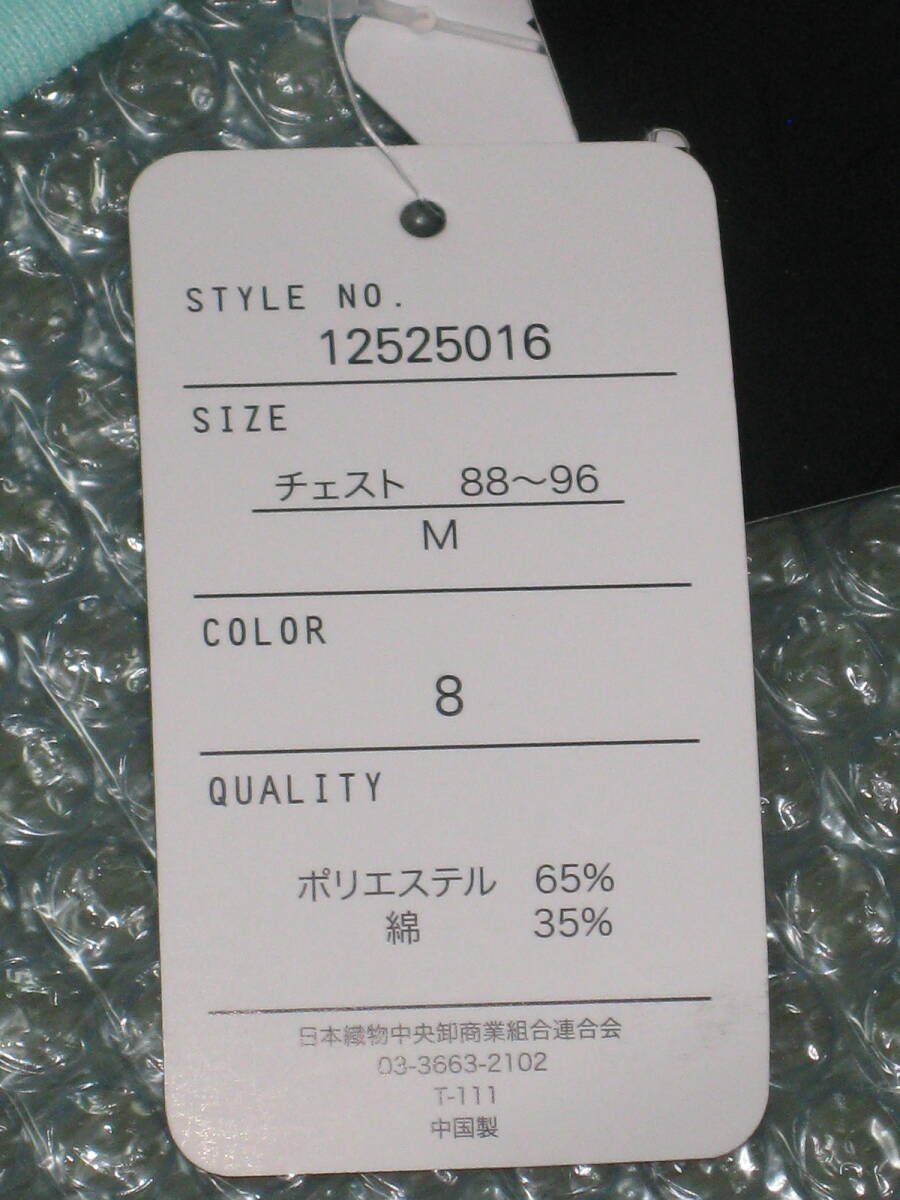 STYLE NO.
12525016
SIZE
チェスト 88〜96
M
COLOR
8
QUALITY
ポリエステル 65%
綿 35%
日本織物中央卸商業組合連合会
03-3663-2102
T-111
中国製